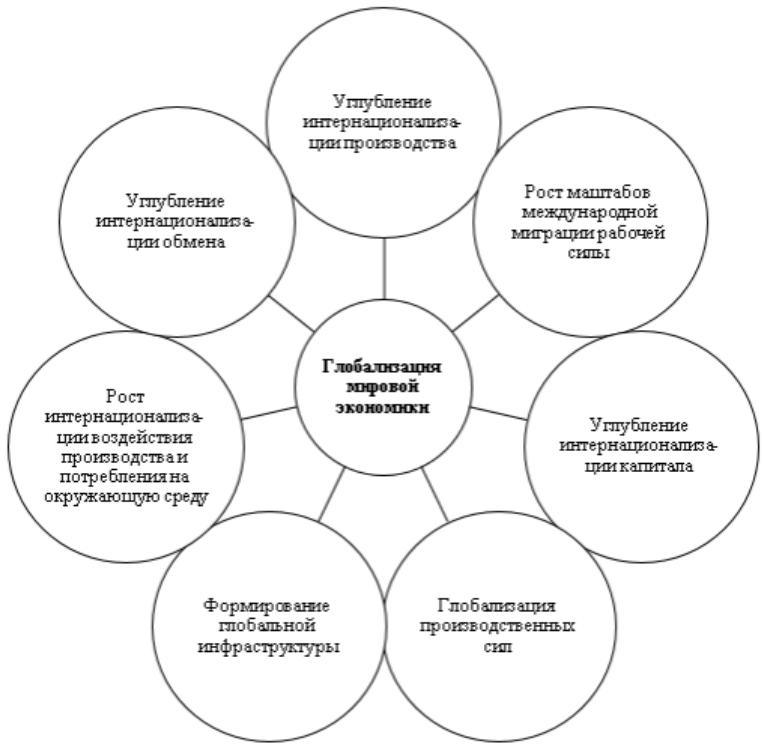 Углубление
интернационализа-
ции производства
Рост маштабов
международной
миграции рабочей
силы
Углубление
интернационализа-
ции капитала
Глобализация
производственных
сил
Формирование
глобальной
инфраструктуры
Рост
интернационализа-
ции воздействия
производства и
потребления на
окружающую среду
Углубление
интернационализа-
ции обмена
Глобализация
мировой
экономики